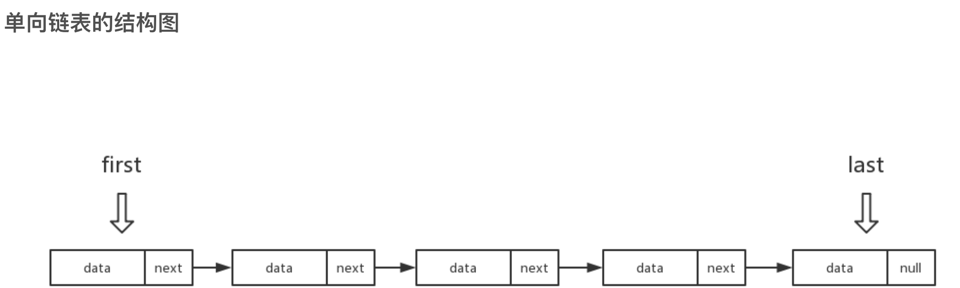 单向链表的结构图
first last
data next data next data next data next data null